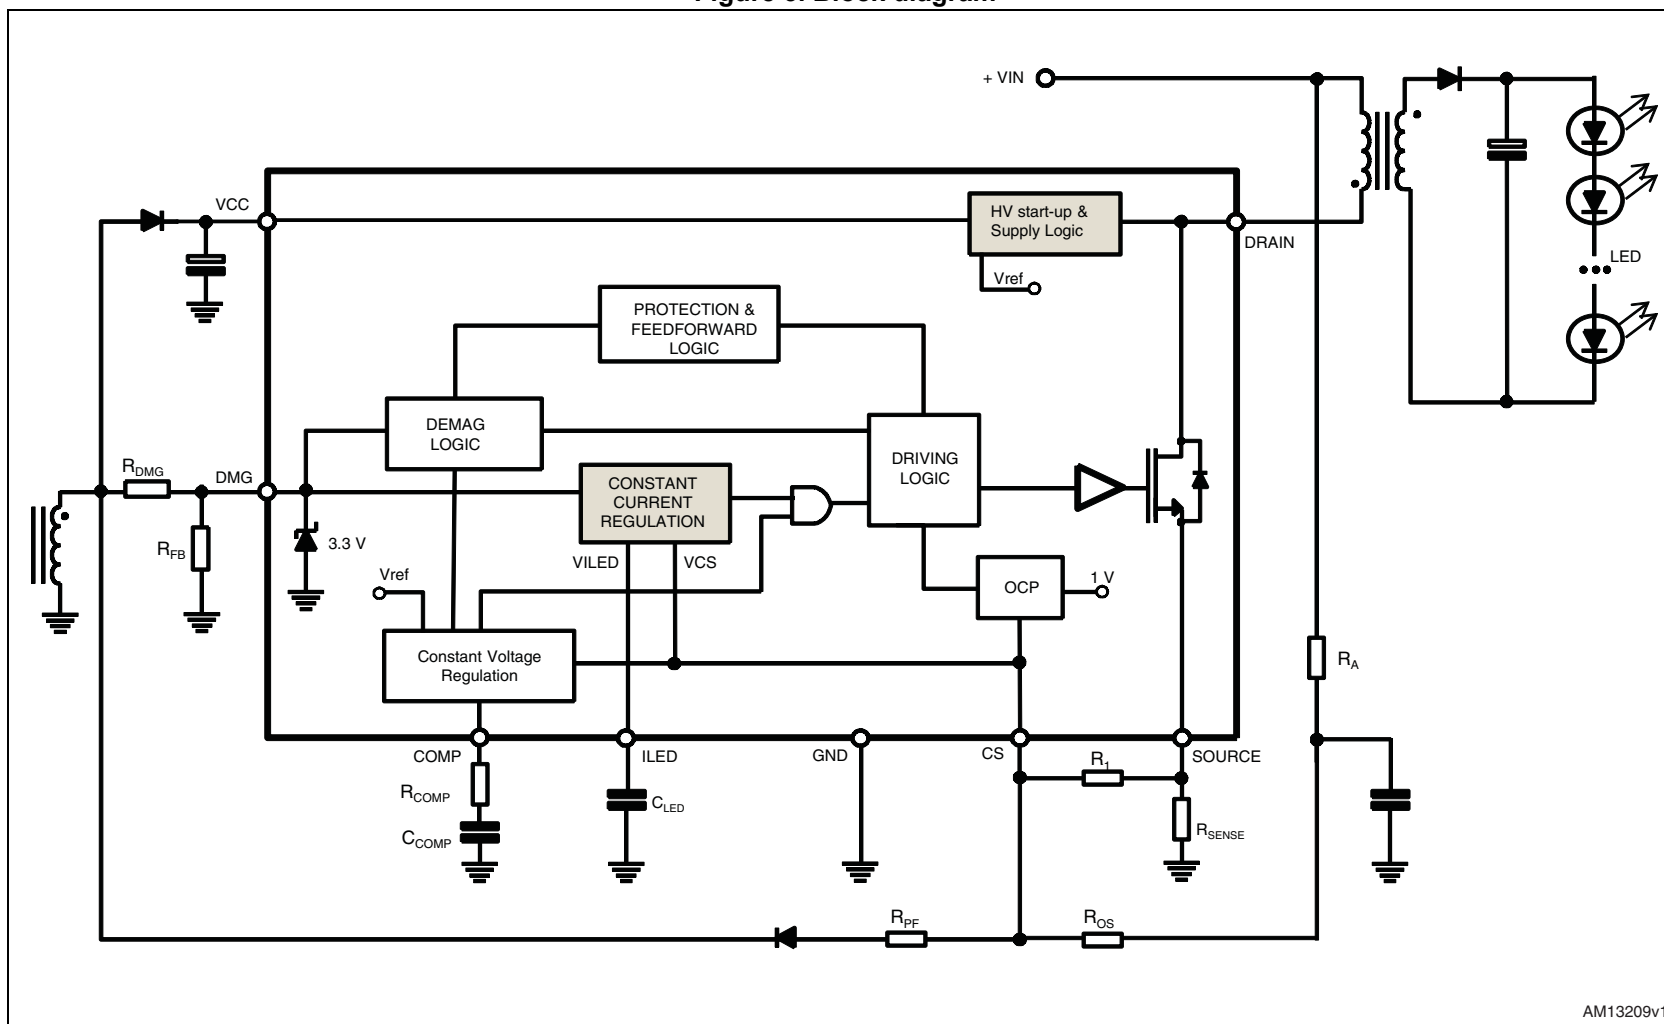 + VIN
VCC
HV start-up &
Supply Logic
DRAIN
Vref
LED
PROTECTION &
FEEDFORWARD
LOGIC
DEMAG
LOGIC
DRIVING
LOGIC
RDMG
DMG
CONSTANT
CURRENT
REGULATION
RFB
3.3 V
VILED
VCS
Vref
OCP
1 V
Constant Voltage
Regulation
RA
COMP
ILED
GND
CS
SOURCE
R1
RCOMP
CLED
RSENSE
CCOMP
RPF
ROS
AM13209v1